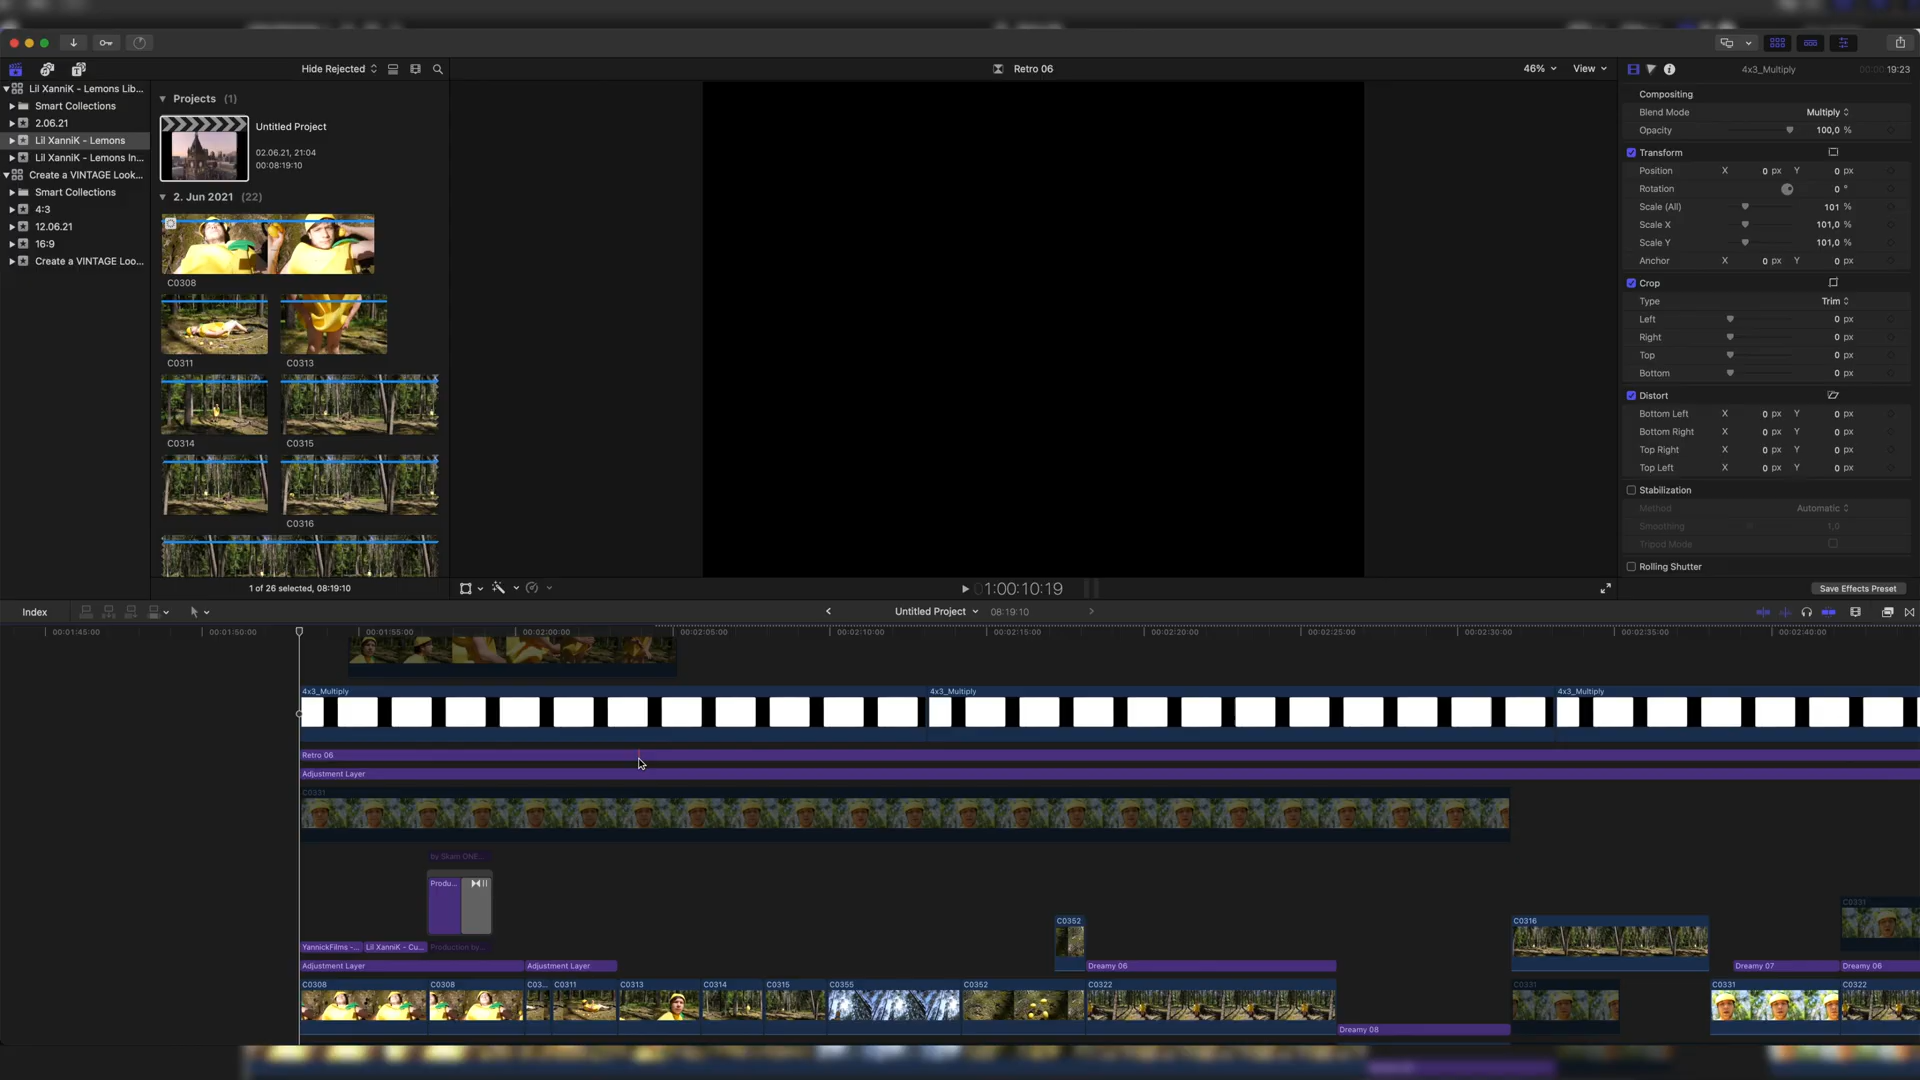 Hide Rejected
Retro 06
46%
View
4x3_Multiply
00:00:19:23
Lil XanniK - Lemons Lib...
Smart Collections
2.06.21
Lil XanniK - Lemons
Lil XanniK - Lemons In...
Create a VINTAGE Look...
Smart Collections
4:3
12.06.21
16:9
Create a VINTAGE Loo...
Projects (1)
Untitled Project
02.06.21, 21:04
00:08:19:10
2. Jun 2021 (22)
C0308
C0311
C0313
C0314
C0315
C0316
1 of 26 selected, 08:19:10
Compositing
Blend Mode Multiply
Opacity 100,0 %
Transform
Position X 0 px Y 0 px
Rotation 0 °
Scale (All) 101 %
Scale X 101,0 %
Scale Y 101,0 %
Anchor X 0 px Y 0 px
Crop
Type Trim
Left 0 px
Right 0 px
Top 0 px
Bottom 0 px
Distort
Bottom Left X 0 px Y 0 px
Bottom Right X 0 px Y 0 px
Top Right X 0 px Y 0 px
Top Left X 0 px Y 0 px
Stabilization
Method Automatic
Smoothing 1,0
Tripod Mode
Rolling Shutter
Save Effects Preset
01:00:10:19
Index
Untitled Project
08:19:10
00:01:45:00 00:01:50:00 00:01:55:00 00:02:00:00 00:02:05:00 00:02:10:00 00:02:15:00 00:02:20:00 00:02:25:00 00:02:30:00 00:02:35:00 00:02:40:00
4x3_Multiply 4x3_Multiply 4x3_Multiply
Retro 06
Adjustment Layer
C0331
by Skam ONE...
Produ...
C0331
C0352 C0316
YannickFilms -... Lil XanniK - Cu... Production by...
Adjustment Layer Adjustment Layer Dreamy 06 Dreamy 07 Dreamy 06
C0308 C0308 C03... C0311 C0313 C0314 C0315 C0355 C0352 C0322 C0331 C0331 C0322
Dreamy 08